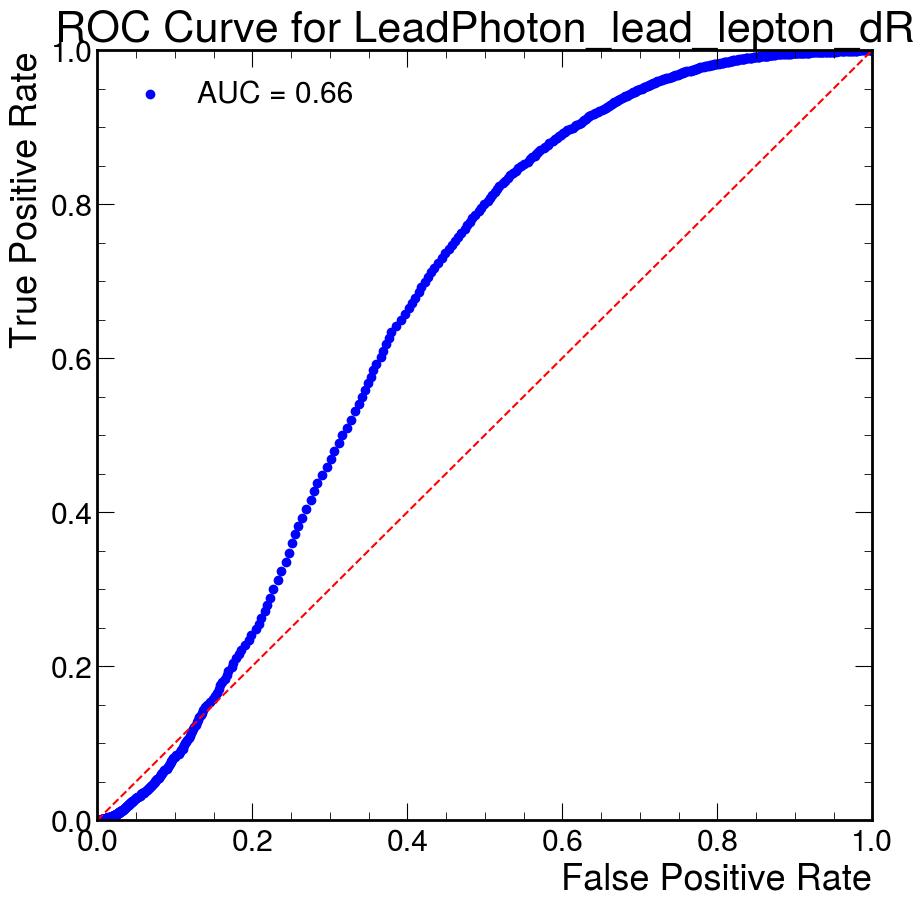 ROC Curve for LeadPhoton_lead_lepton_dR
1.0
AUC = 0.66
True Positive Rate
0.8
0.6
0.4
0.2
0.0
0.0 0.2 0.4 0.6 0.8 1.0
False Positive Rate